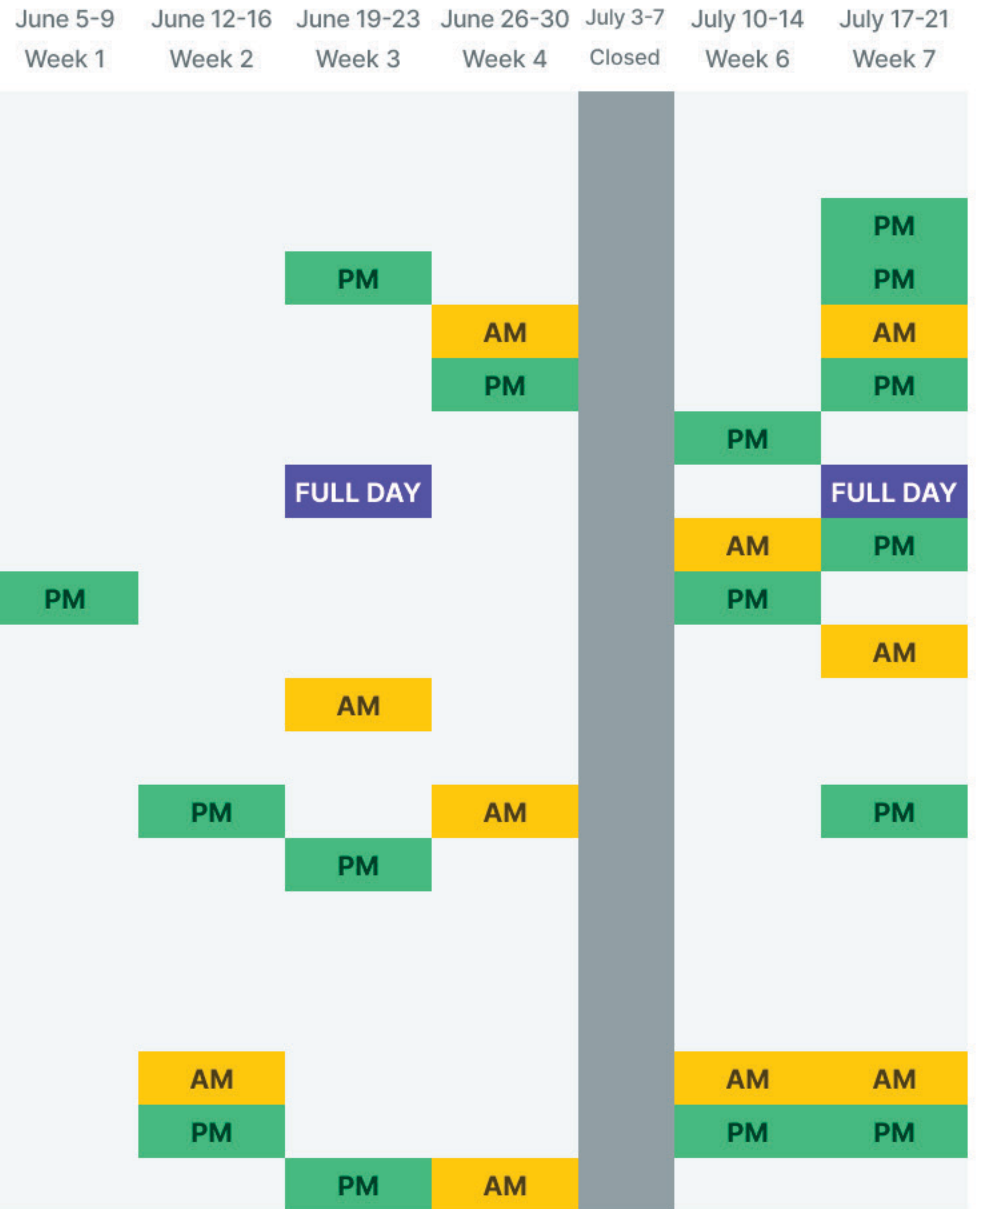 June 5-9 June 12-16 June 19-23 June 26-30 July 3-7 July 10-14 July 17-21
Week 1 Week 2 Week 3 Week 4 Closed Week 6 Week 7
PM
PM PM
AM AM
PM PM
PM
FULL DAY FULL DAY
AM PM
PM PM
AM
AM
PM AM PM
PM
AM AM AM
PM PM PM
PM AM